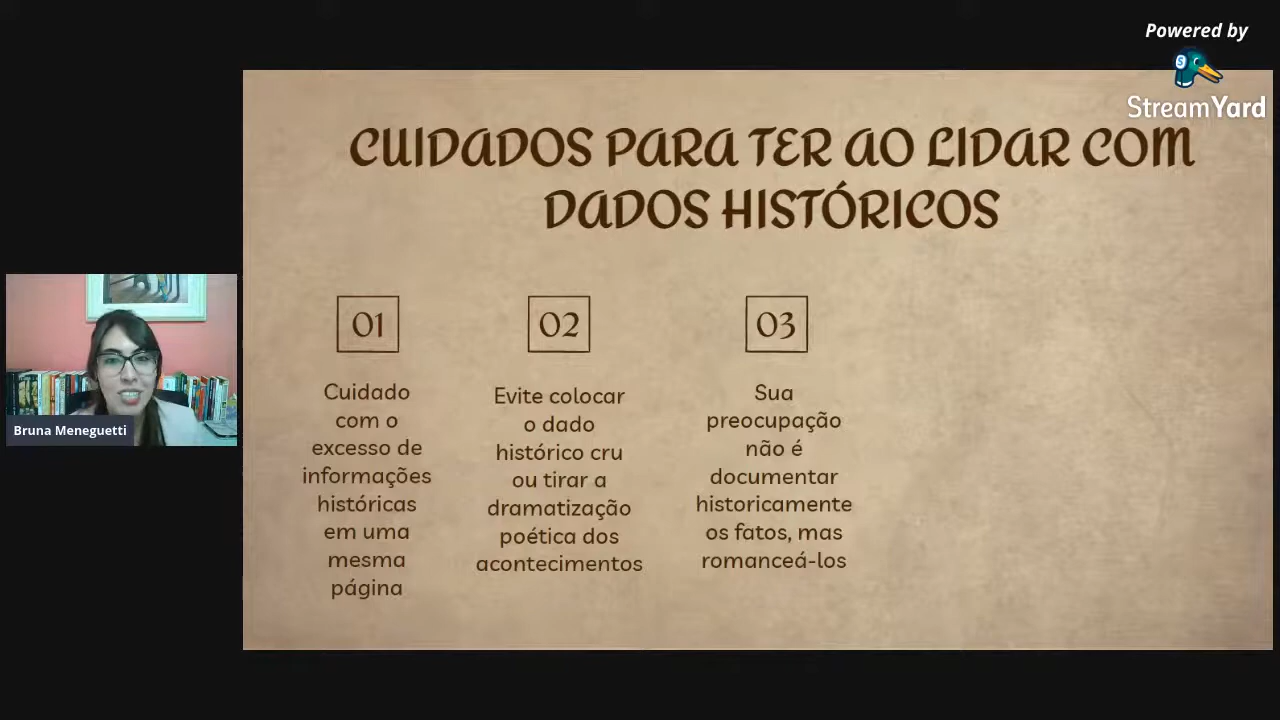 Powered by
StreamYard
CUIDADOS PARA TER AO LIDAR COM
DADOS HISTÓRICOS
01
Cuidado
com o
excesso de
informações
históricas
em uma
mesma
página
02
Evite colocar
o dado
histórico cru
ou tirar a
dramatização
poética dos
acontecimentos
03
Sua
preocupação
não é
documentar
historicamente
os fatos, mas
romanceá-los
Bruna Meneguetti